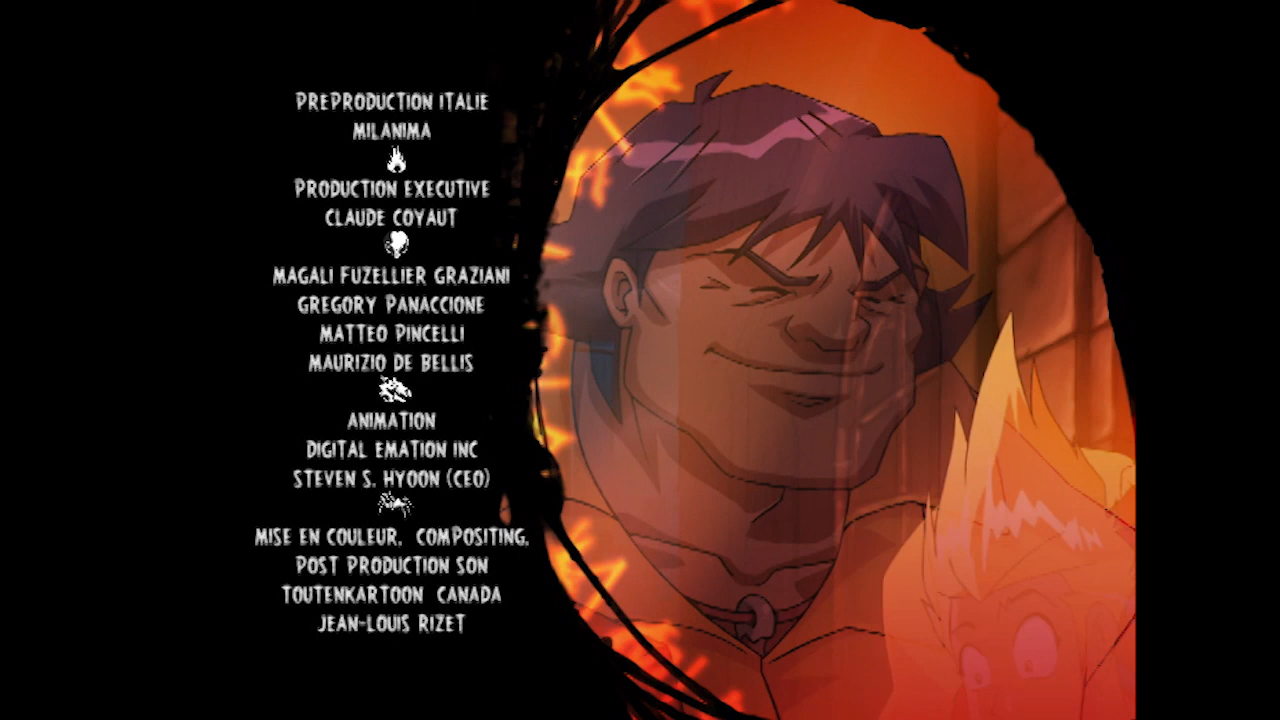 PREPRODUCTION ITALIE
MILANIMA
PRODUCTION EXECUTIVE
CLAUDE COYAUT
MAGALI FUZELLIER GRAZIANI
GREGORY PANACCIONE
MATTEO PINCELLI
MAURIZIO DE BELLIS
ANIMATION
DIGITAL EMATION INC
STEVEN S. HYOON (CEO)
MISE EN COULEUR, COMPOSITING,
POST PRODUCTION SON
TOUTENKARTOON CANADA
JEAN-LOUIS RIZET